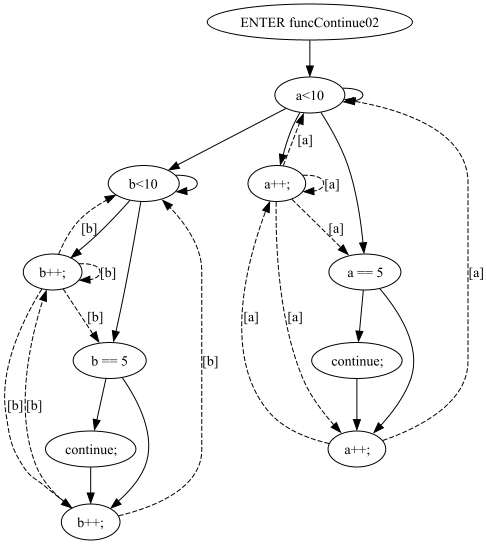 ENTER funcContinue02
a<10
[a]
b<10
a++;
[a]
[b]
[a]
b++;
[b]
a == 5
[a]
[b]
[a]
b == 5
[b]
continue;
[b]
[b]
continue;
a++;
b++;